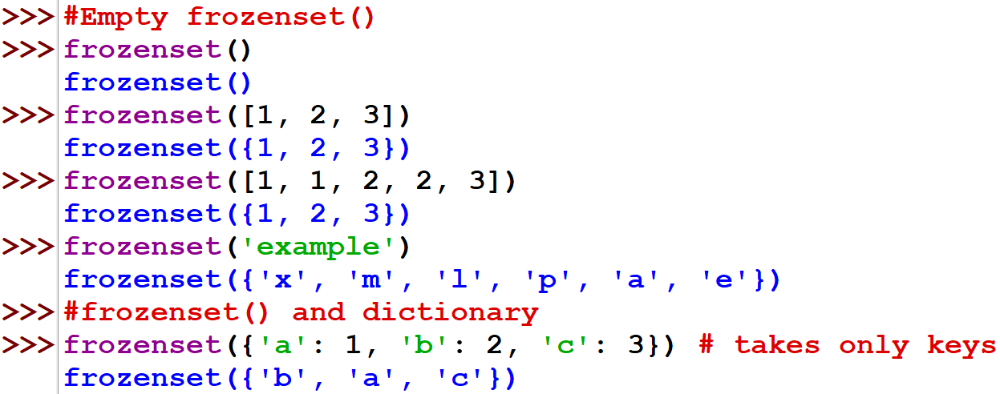 >>> #Empty frozenset()
>>> frozenset()
frozenset()
>>> frozenset([1, 2, 3])
frozenset({1, 2, 3})
>>> frozenset([1, 1, 2, 2, 3])
frozenset({1, 2, 3})
>>> frozenset('example')
frozenset({'x', 'm', 'l', 'p', 'a', 'e'})
>>> #frozenset() and dictionary
>>> frozenset({'a': 1, 'b': 2, 'c': 3}) # takes only keys
frozenset({'b', 'a', 'c'})